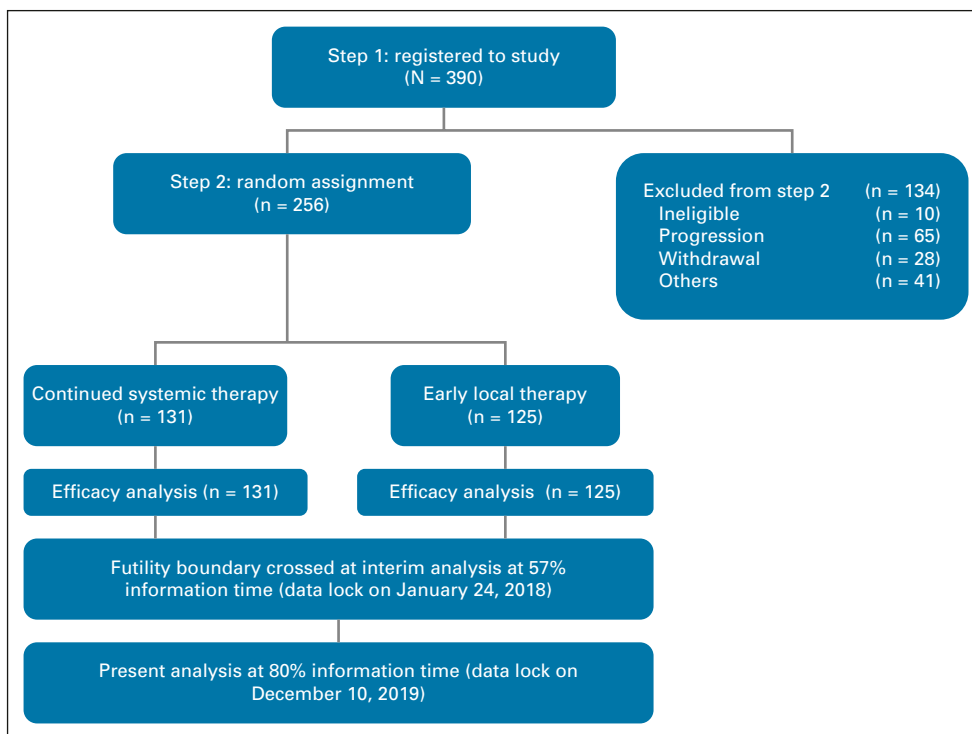 Step 1: registered to study
(N = 390)
Step 2: random assignment
(n = 256)
Excluded from step 2 (n = 134)
Ineligible (n = 10)
Progression (n = 65)
Withdrawal (n = 28)
Others (n = 41)
Continued systemic therapy
(n = 131)
Early local therapy
(n = 125)
Efficacy analysis (n = 131)
Efficacy analysis (n = 125)
Futility boundary crossed at interim analysis at 57%
information time (data lock on January 24, 2018)
Present analysis at 80% information time (data lock on
December 10, 2019)